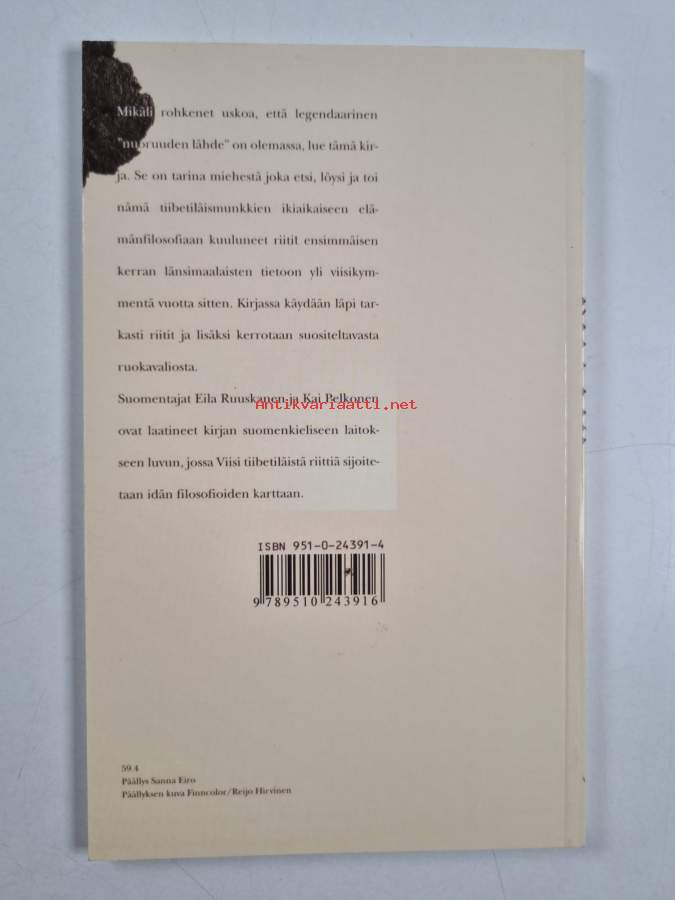 Mikäli rohkenet uskoa, että legendaarinen
"nuoruuden lähde" on olemassa, lue tämä kir-
ja. Se on tarina miehestä joka etsi, löysi ja toi
nämä tiibetiläismunkkien ikiaikaiseen elä-
mänfilosofiaan kuuluneet riitit ensimmäisen
kerran länsimaalaisten tietoon yli viisikym-
mentä vuotta sitten. Kirjassa käydään läpi tar-
kasti riitit ja lisäksi kerrotaan suositeltavasta
ruokavaliosta.
Suomentajat Eila Ruuskanen ja Kai Pelkonen
Antikvariaatti.net
ovat laatineet kirjan suomenkieliseen laitok-
seen luvun, jossa Viisi tiibetiläistä riittiä sijoite-
taan idän filosofioiden karttaan.
ISBN 951-0-24391-4
9 789510 243916
59.4
Päällys Sanna Eiro
Päällyksen kuva Finncolor/Reijo Hirvinen